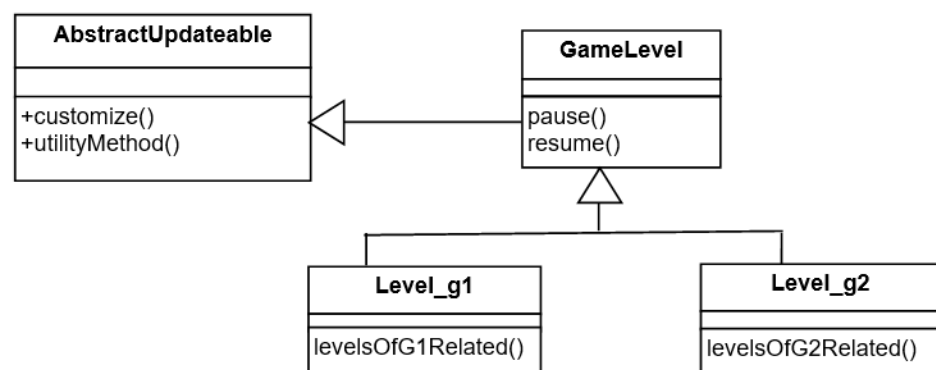 AbstractUpdateable
+customize()
+utilityMethod()
GameLevel
pause()
resume()
Level_g1
levelsOfG1Related()
Level_g2
levelsOfG2Related()